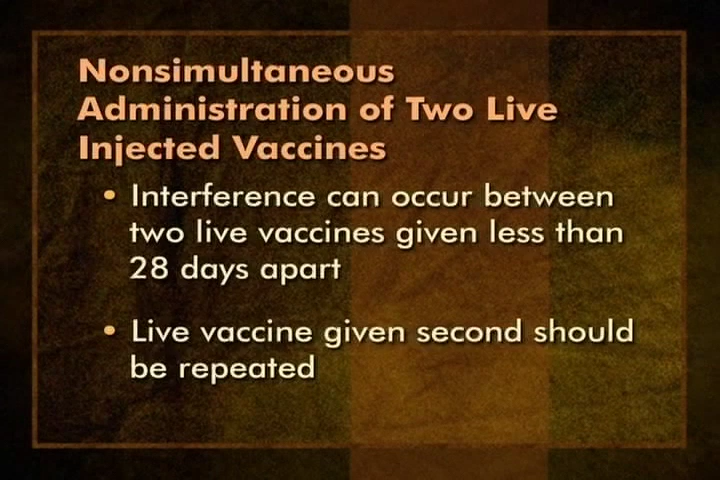 Nonsimultaneous
Administration of Two Live
Injected Vaccines
• Interference can occur between
two live vaccines given less than
28 days apart
• Live vaccine given second should
be repeated